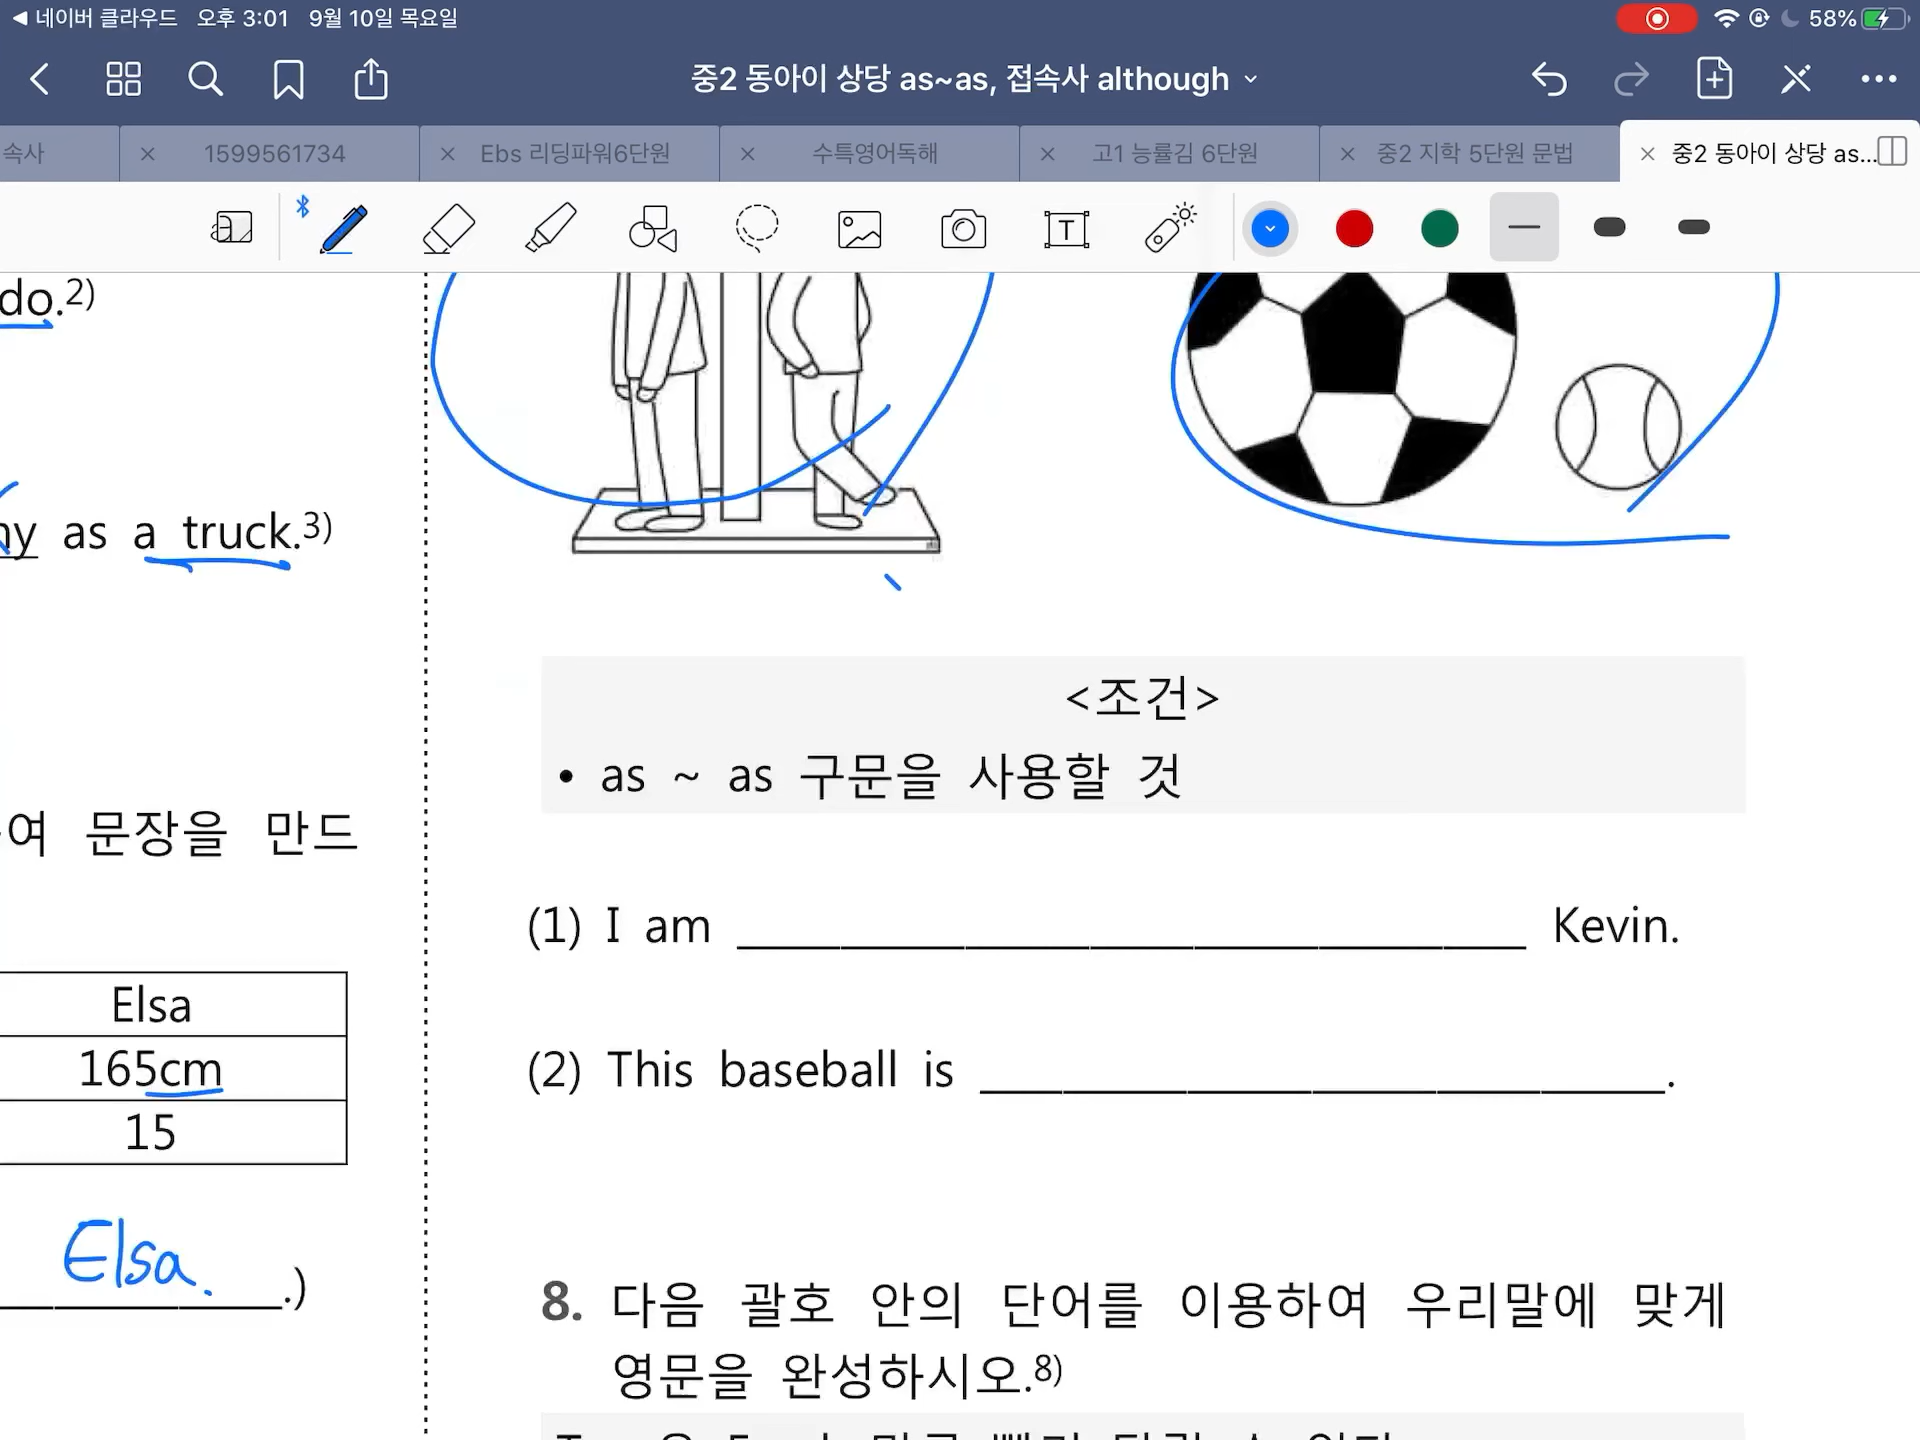 네이버 클라우드 오후 3:01 9월 10일 목요일 58%
중2 동아이 상당 as~as, 접속사 although
속사 1599561734 Ebs 리딩파워6단원 수특영어독해 고1 능률김 6단원 중2 지학 5단원 문법 중2 동아이 상당 as...
do.2)
as a truck.3)
여 문장을 만드
Elsa
165cm
15
Elsa.
.)
<조건>
• as ~ as 구문을 사용할 것
(1) I am ______ Kevin.
(2) This baseball is ______.
8. 다음 괄호 안의 단어를 이용하여 우리말에 맞게
영문을 완성하시오.8)